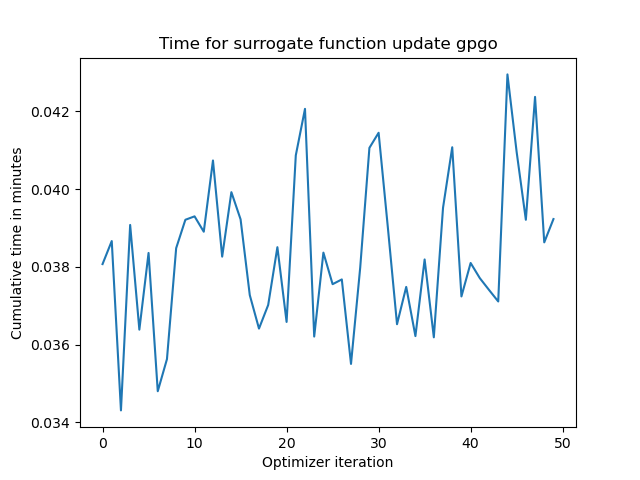 Time for surrogate function update gpgo
Cumulative time in minutes
0.042
0.040
0.038
0.036
0.034
0 10 20 30 40 50
Optimizer iteration